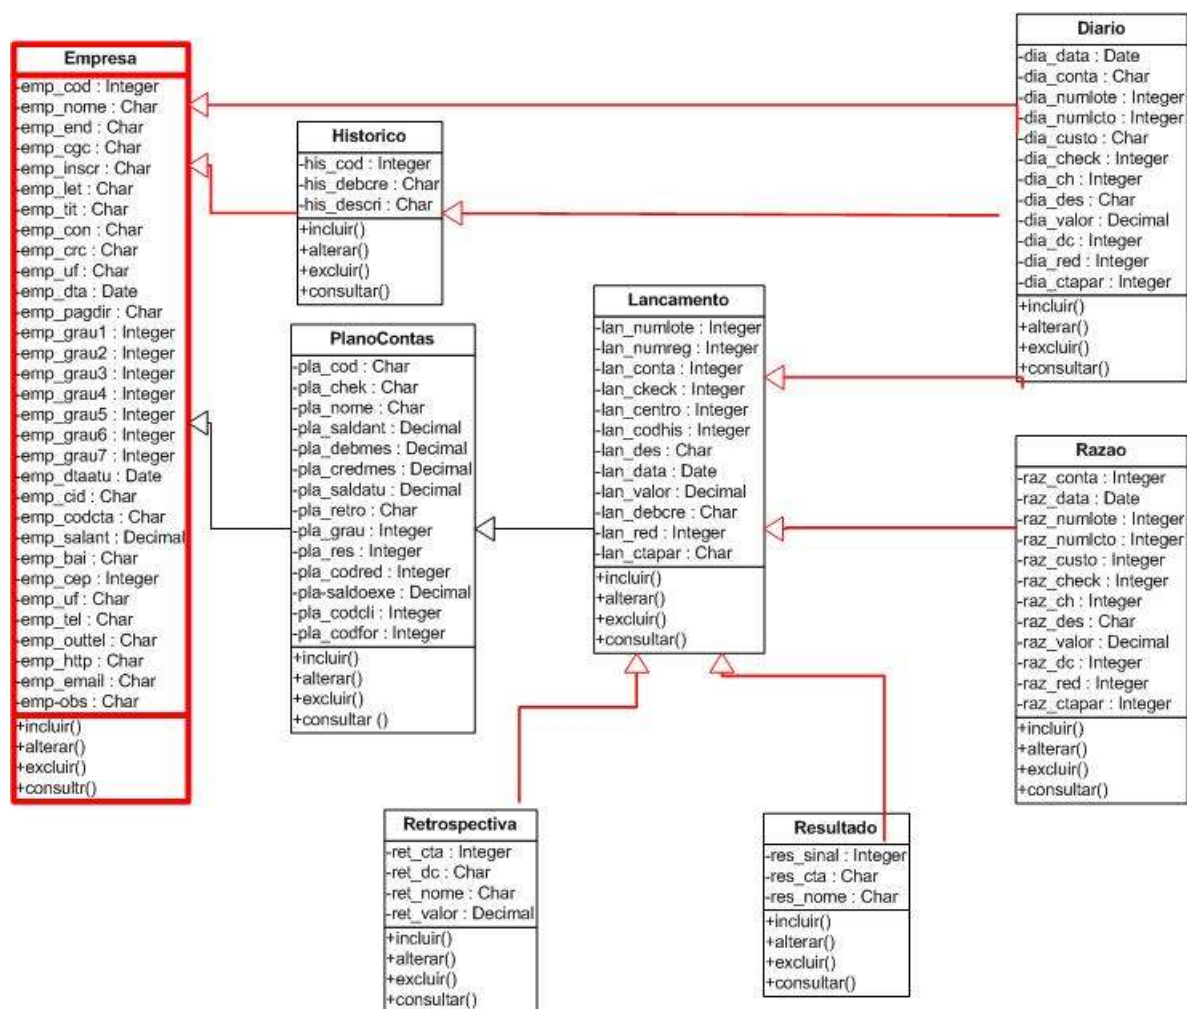 Empresa
-emp_cod : Integer
-emp_nome : Char
-emp_end : Char
-emp_cgc : Char
-emp_inscr : Char
-emp_let : Char
-emp_tit : Char
-emp_con : Char
-emp_crc : Char
-emp_uf : Char
-emp_dta : Date
-emp_pagdir : Char
-emp_grau1 : Integer
-emp_grau2 : Integer
-emp_grau3 : Integer
-emp_grau4 : Integer
-emp_grau5 : Integer
-emp_grau6 : Integer
-emp_grau7 : Integer
-emp_dtaatu : Date
-emp_cid : Char
-emp_codcta : Char
-emp_salant : Decimal
-emp_bai : Char
-emp_cep : Integer
-emp_uf : Char
-emp_tel : Char
-emp_outtel : Char
-emp_http : Char
-emp_email : Char
-emp-obs : Char
+incluir()
+alterar()
+excluir()
+consultr()
Historico
-his_cod : Integer
-his_debcre : Char
-his_descri : Char
+incluir()
+alterar()
+excluir()
+consultar()
PlanoContas
-pla_cod : Char
-pla_chek : Char
-pla_nome : Char
-pla_saldant : Decimal
-pla_debmes : Decimal
-pla_credmes : Decimal
-pla_saldatu : Decimal
-pla_retro : Char
-pla_grau : Integer
-pla_res : Integer
-pla_codred : Integer
-pla-saldoexe : Decimal
-pla_codcli : Integer
-pla_codfor : Integer
+incluir()
+alterar()
+excluir()
+consultar ()
Lancamento
-lan_numlote : Integer
-lan_numreg : Integer
-lan_conta : Integer
-lan_ckeck : Integer
-lan_centro : Integer
-lan_codhis : Integer
-lan_des : Char
-lan_data : Date
-lan_valor : Decimal
-lan_debcre : Char
-lan_red : Integer
-lan_ctapar : Char
+incluir()
+alterar()
+excluir()
+consultar()
Diario
-dia_data : Date
-dia_conta : Char
-dia_numlote : Integer
-dia_numlcto : Integer
-dia_custo : Char
-dia_check : Integer
-dia_ch : Integer
-dia_des : Char
-dia_valor : Decimal
-dia_dc : Integer
-dia_red : Integer
-dia_ctapar : Integer
+incluir()
+alterar()
+excluir()
+consultar()
Razao
-raz_conta : Integer
-raz_data : Date
-raz_numlote : Integer
-raz_numlcto : Integer
-raz_custo : Integer
-raz_check : Integer
-raz_ch : Integer
-raz_des : Char
-raz_valor : Decimal
-raz_dc : Integer
-raz_red : Integer
-raz_ctapar : Integer
+incluir()
+alterar()
+excluir()
+consultar()
Retrospectiva
-ret_cta : Integer
-ret_dc : Char
-ret_nome : Char
-ret_valor : Decimal
+incluir()
+alterar()
+excluir()
+consultar()
Resultado
-res_sinal : Integer
-res_cta : Char
-res_nome : Char
+incluir()
+alterar()
+excluir()
+consultar()